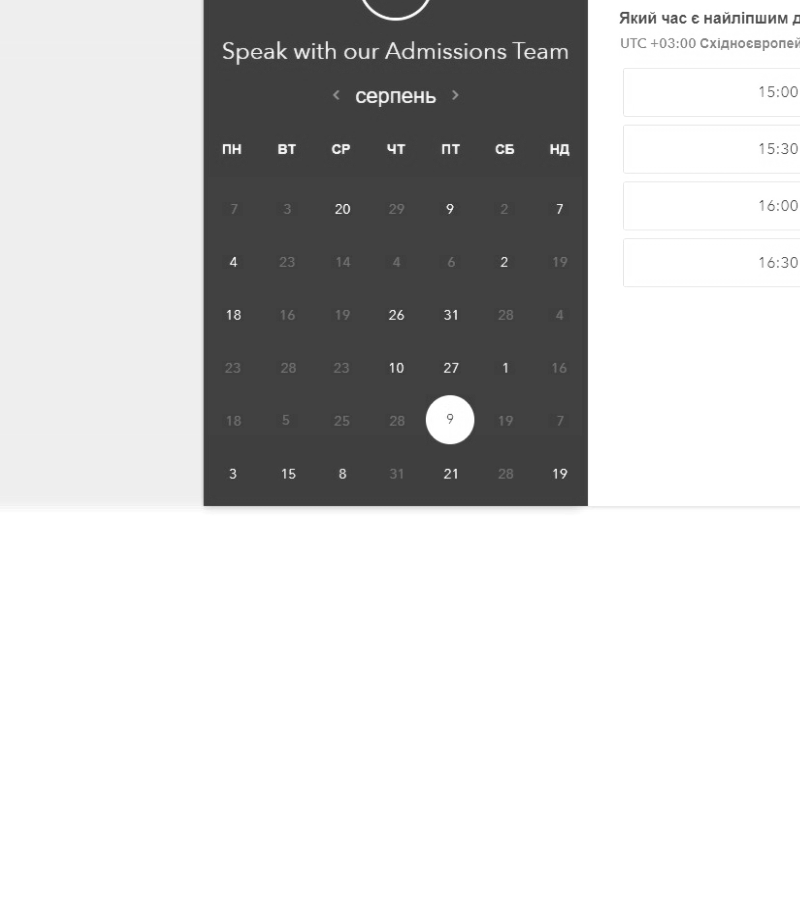 Speak with our Admissions Team
серпень
ПН ВТ СР ЧТ ПТ СБ НД
7 3 20 29 9 2 7
4 23 14 4 6 2 19
18 16 19 26 31 28 4
23 28 23 10 27 1 16
18 5 25 28 9 19 7
3 15 8 31 21 28 19
Який час є найліпшим д
UTC +03:00 Східноєвропей
15:00
15:30
16:00
16:30